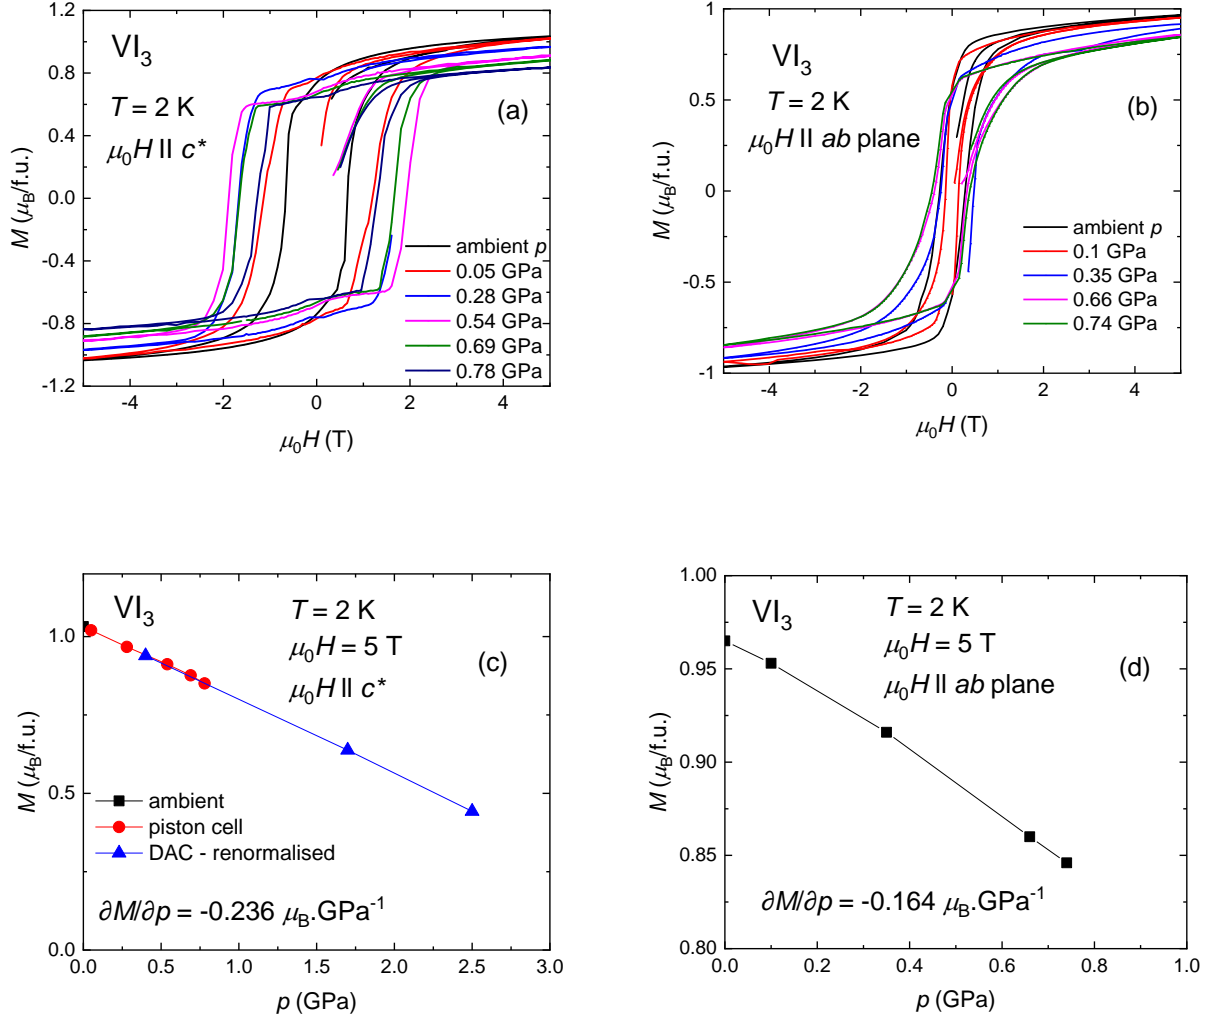 VI₃
T = 2 K
μ₀H || c*
(a)
M (μB/f.u.)
1.2
0.8
0.4
0.0
-0.4
-0.8
-1.2
-4
-2
0
2
4
μ₀H (T)
ambient p
0.05 GPa
0.28 GPa
0.54 GPa
0.69 GPa
0.78 GPa
VI₃
T = 2 K
μ₀H || ab plane
(b)
M (μB/f.u.)
1
0.5
0
-0.5
-1
-4
-2
0
2
4
μ₀H (T)
ambient p
0.1 GPa
0.35 GPa
0.66 GPa
0.74 GPa
VI₃
T = 2 K
μ₀H = 5 T
μ₀H || c*
(c)
M (μB/f.u.)
1.0
0.5
0.0
ambient
piston cell
DAC - renormalised
∂M/∂p = -0.236 μB.GPa⁻¹
0.0
0.5
1.0
1.5
2.0
2.5
3.0
p (GPa)
VI₃
T = 2 K
μ₀H = 5 T
μ₀H || ab plane
(d)
M (μB/f.u.)
1.00
0.95
0.90
0.85
0.80
∂M/∂p = -0.164 μB.GPa⁻¹
0.0
0.2
0.4
0.6
0.8
1.0
p (GPa)